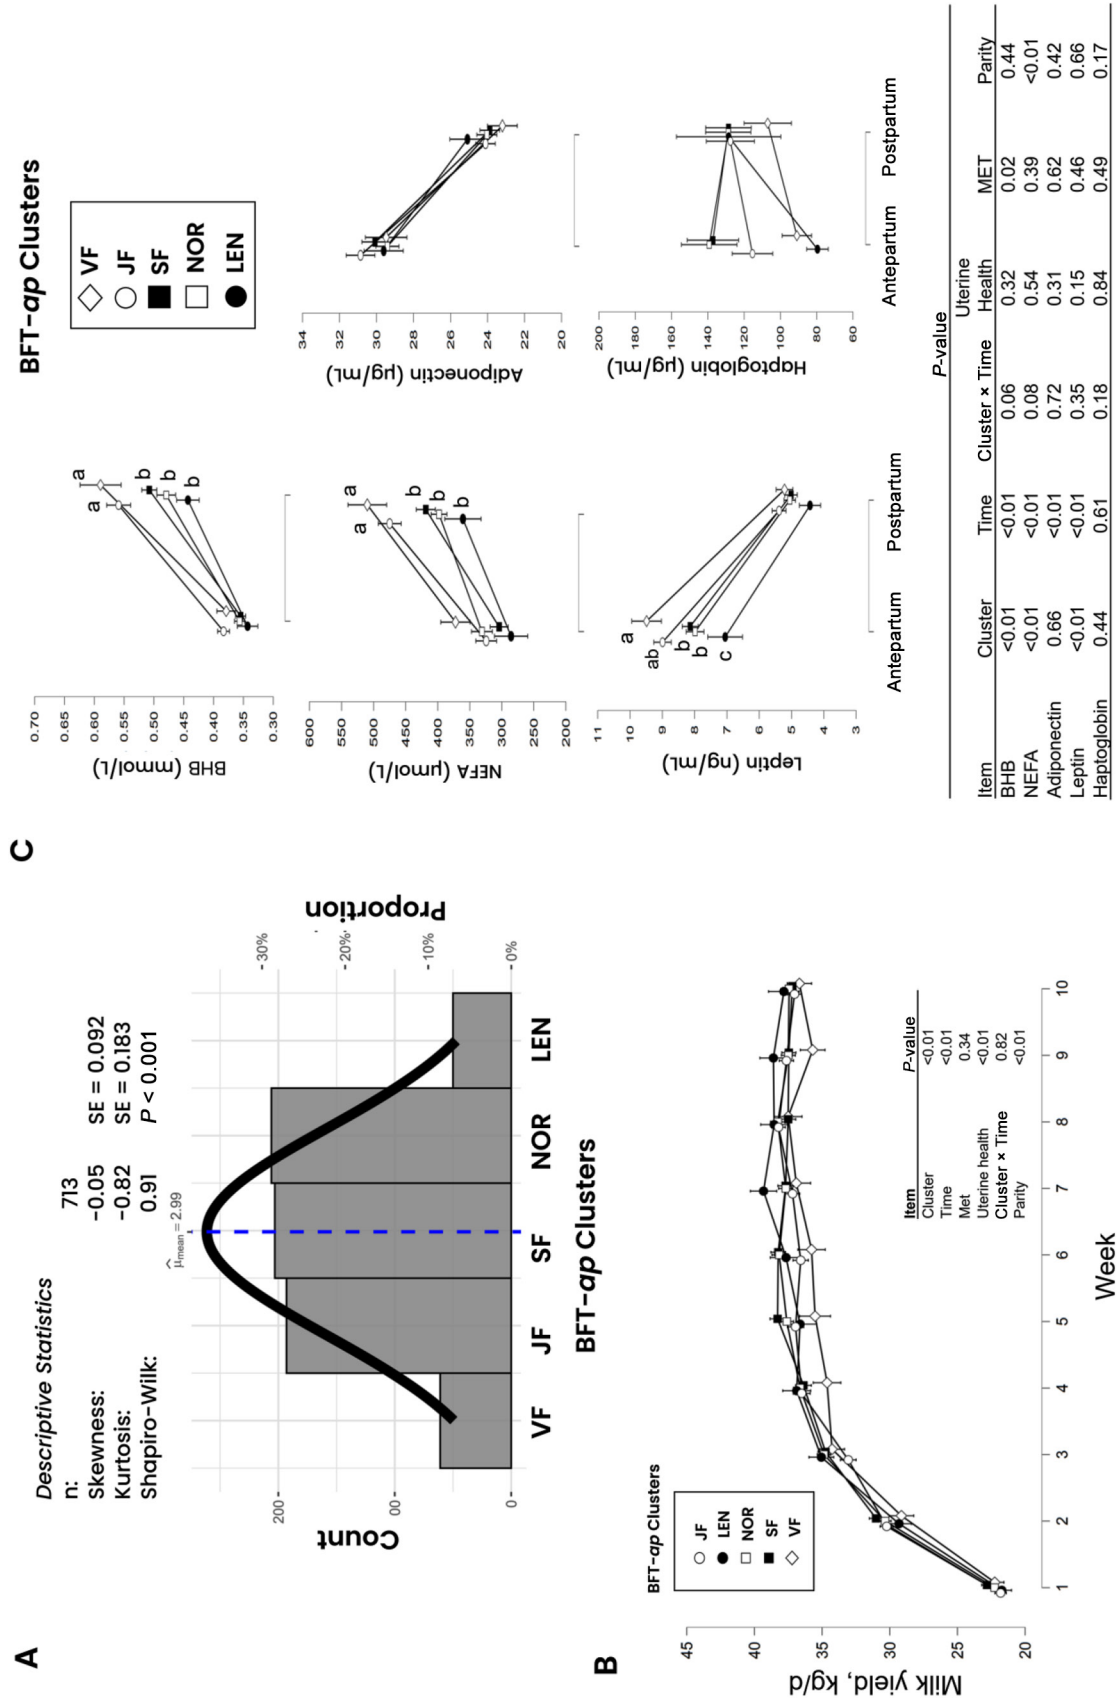 A
Descriptive Statistics
n: 713
Skewness: −0.05 SE = 0.092
Kurtosis: −0.82 SE = 0.183
Shapiro-Wilk: 0.91 P < 0.001
μ̂mean = 2.99
Count
200
00
0
Proportion
30%
20%
10%
0%
VF JF SF NOR LEN
BFT-ap Clusters
B
BFT-ap Clusters
JF
LEN
NOR
SF
VF
Milk yield, kg/d
45
40
35
30
25
20
1 2 3 4 5 6 7 8 9 10
Week
Item P-value
Cluster <0.01
Time <0.01
Met 0.34
Uterine health <0.01
Cluster × Time 0.82
Parity <0.01
C
BFT-ap Clusters
VF
JF
SF
NOR
LEN
BHB (mmol/L)
0.70
0.65
0.60
0.55
0.50
0.40
0.35
0.30
a
a
b
b
b
NEFA (µmol/L)
600
500
450
400
350
300
250
200
a
a
b
b
b
Leptin (ng/mL)
11
10
9
8
7
6
5
4
3
a
ab
b
b
c
Antepartum Postpartum
Adiponectin (µg/mL)
34
32
30
28
26
24
22
20
Haptoglobin (µg/mL)
200
180
160
140
120
100
80
60
Antepartum Postpartum
P-value
Item Cluster Time Cluster × Time Uterine Health MET Parity
BHB <0.01 <0.01 0.06 0.32 0.02 0.44
NEFA <0.01 <0.01 0.08 0.54 0.39 <0.01
Adiponectin 0.66 <0.01 0.72 0.31 0.62 0.42
Leptin <0.01 <0.01 0.35 0.15 0.46 0.66
Haptoglobin 0.44 0.61 0.18 0.84 0.49 0.17